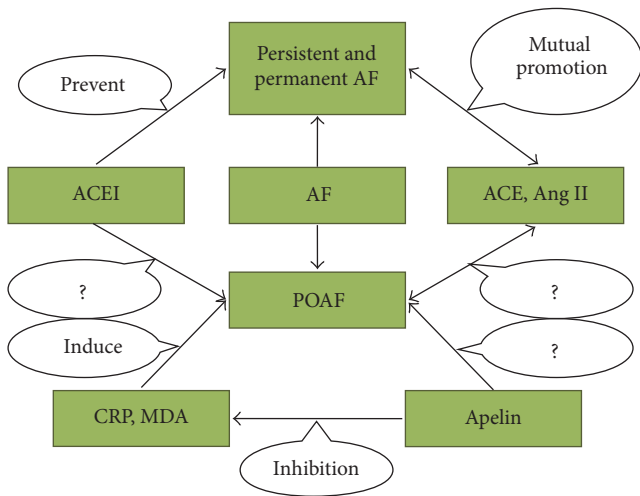 Persistent and
permanent AF
Mutual
promotion
Prevent
ACEI
AF
ACE, Ang II
?
POAF
?
Induce
?
CRP, MDA
Apelin
Inhibition